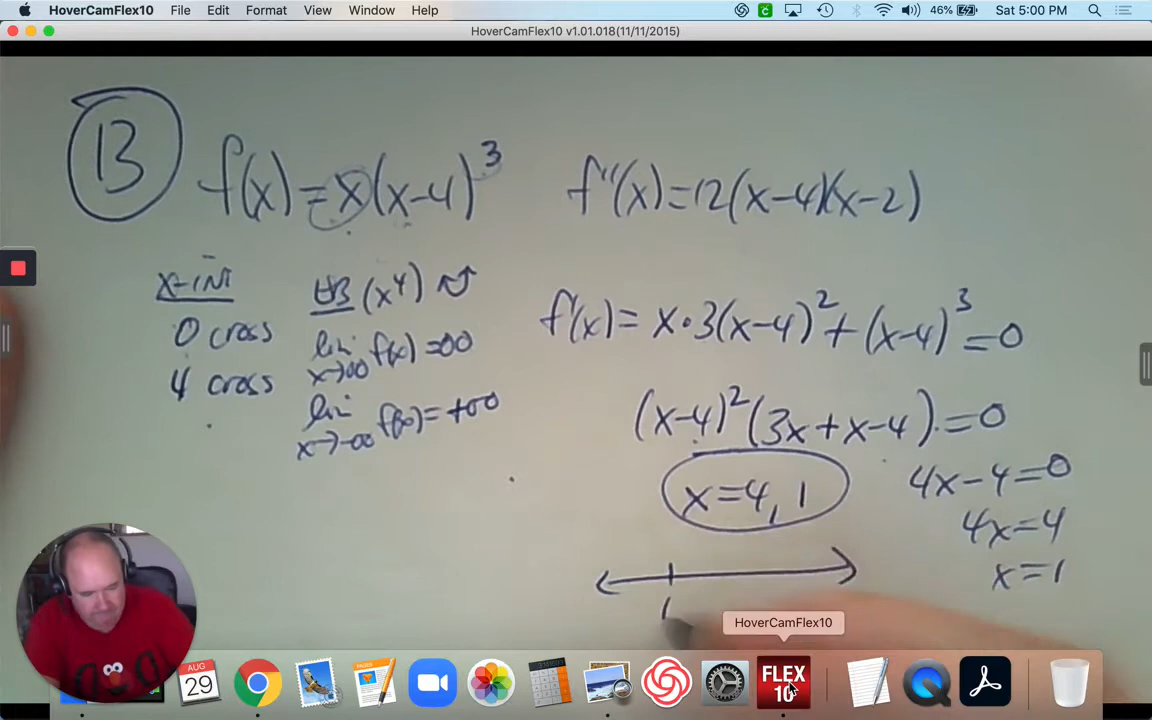 HoverCamFlex10 File Edit Format View Window Help 46% Sat 5:00 PM
HoverCamFlex10 v1.01.018(11/11/2015)
13
f(x)=x(x-4)³
f''(x)=12(x-4)(x-2)
x-int
0 cross
4 cross
EB (x⁴)
lim x→∞ f(x)=∞
lim x→-∞ f(x)=+∞
f'(x)=x•3(x-4)²+(x-4)³=0
(x-4)²(3x+x-4)=0
x=4, 1
4x-4=0
4x=4
x=1
1
HoverCamFlex10
AUG
29
PAGES
FLEX
10